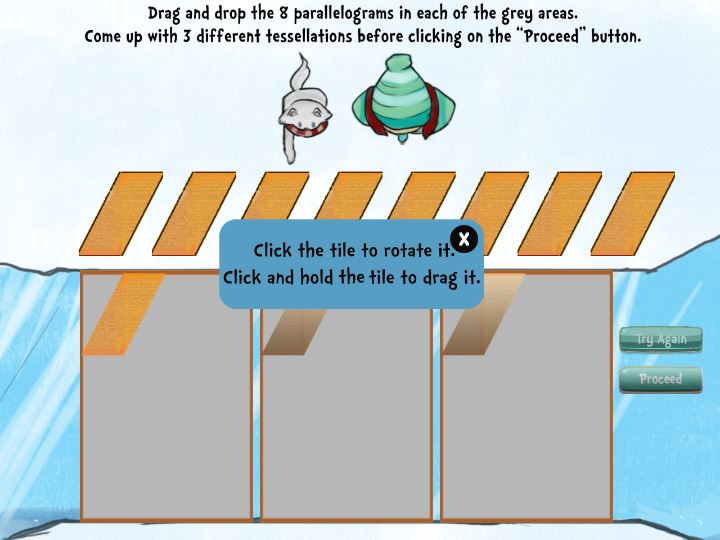 Drag and drop the 8 parallelograms in each of the grey areas.
Come up with 3 different tessellations before clicking on the “Proceed” button.
X
Click the tile to rotate it.
Click and hold the tile to drag it.
Try Again
Proceed